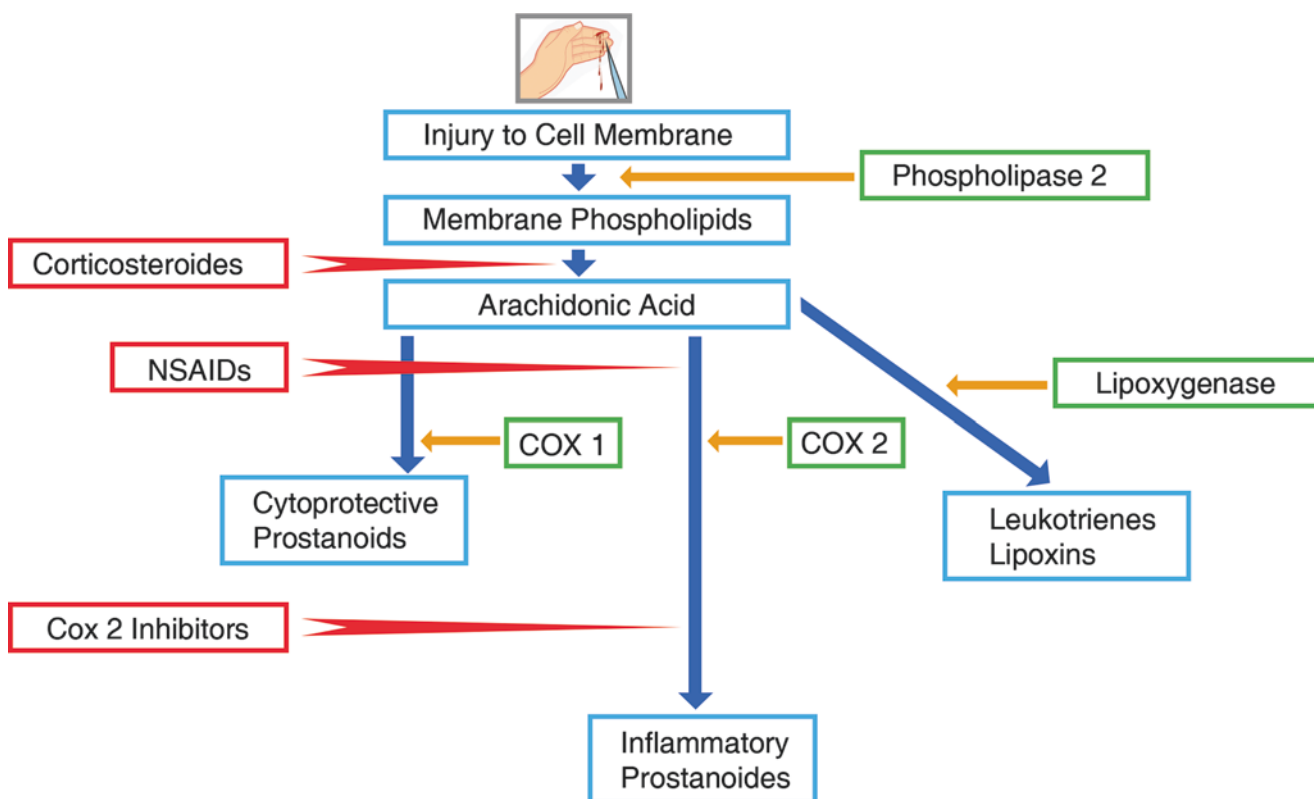 Injury to Cell Membrane
Phospholipase 2
Membrane Phospholipids
Corticosteroides
Arachidonic Acid
NSAIDs
Lipoxygenase
COX 1
COX 2
Cytoprotective
Prostanoids
Leukotrienes
Lipoxins
Cox 2 Inhibitors
Inflammatory
Prostanoides